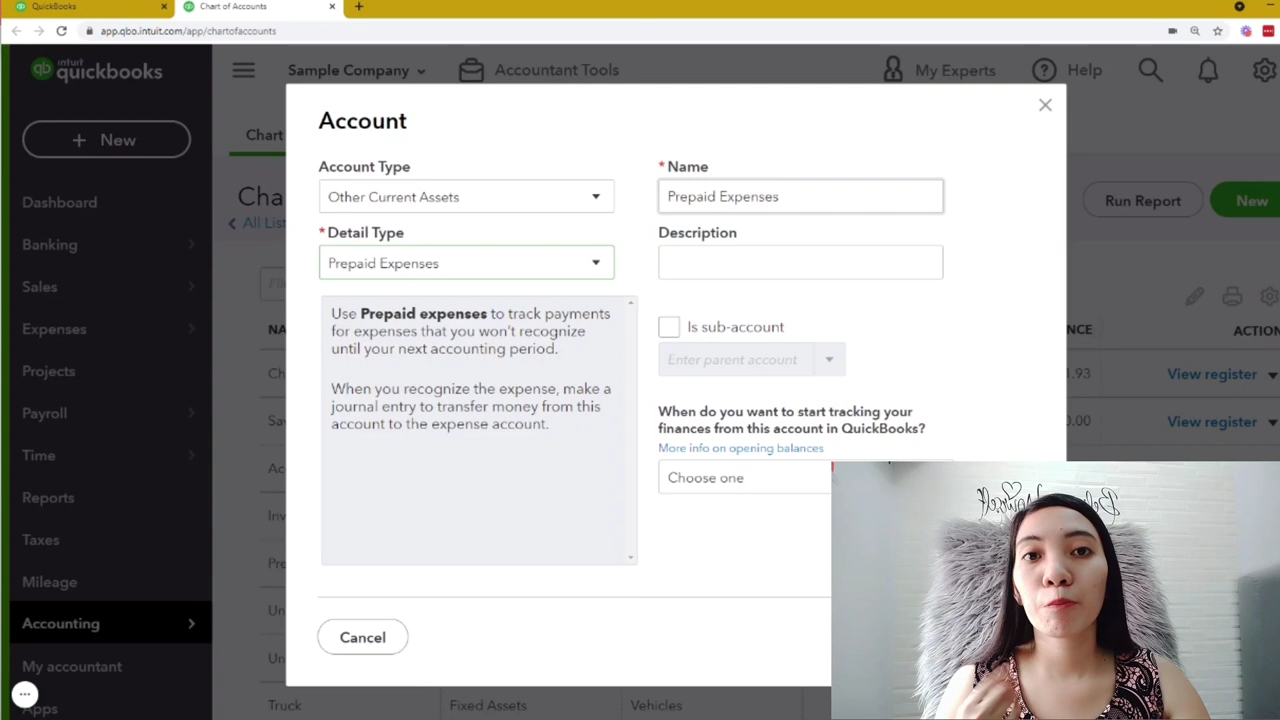 QuickBooks
Chart of Accounts
app.qbo.intuit.com/app/chartofaccounts
qb intuit quickbooks
Sample Company
Accountant Tools
My Experts
Help
+ New
Dashboard
Banking
Sales
Expenses
Projects
Payroll
Time
Reports
Taxes
Mileage
Accounting
My accountant
Apps
Chart
Cha
All List
Run Report
New
NA
NCE
ACTION
Ch
1.93
View register
Sav
0.00
View register
Ac
Inv
Pre
Un
Un
Truck
Fixed Assets
Vehicles
Account
Account Type
Other Current Assets
* Detail Type
Prepaid Expenses
Use Prepaid expenses to track payments
for expenses that you won't recognize
until your next accounting period.
When you recognize the expense, make a
journal entry to transfer money from this
account to the expense account.
* Name
Prepaid Expenses
Description
Is sub-account
Enter parent account
When do you want to start tracking your
finances from this account in QuickBooks?
More info on opening balances
Choose one
Cancel